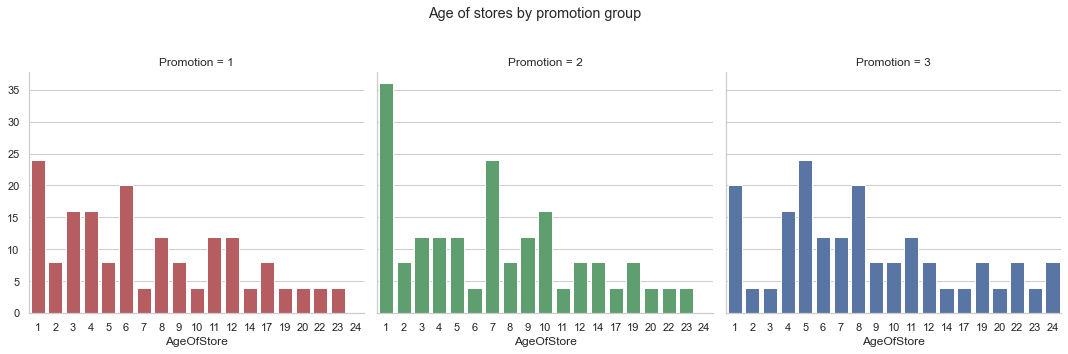 Age of stores by promotion group
Promotion = 1
Promotion = 2
Promotion = 3
35
30
25
20
15
10
5
0
1 2 3 4 5 6 7 8 9 10 11 12 14 17 19 20 22 23 24
1 2 3 4 5 6 7 8 9 10 11 12 13 14 19 20 22 23 24
1 2 3 4 5 6 7 8 9 10 11 12 14 17 19 20 22 23 24
AgeOfStore
AgeOfStore
AgeOfStore